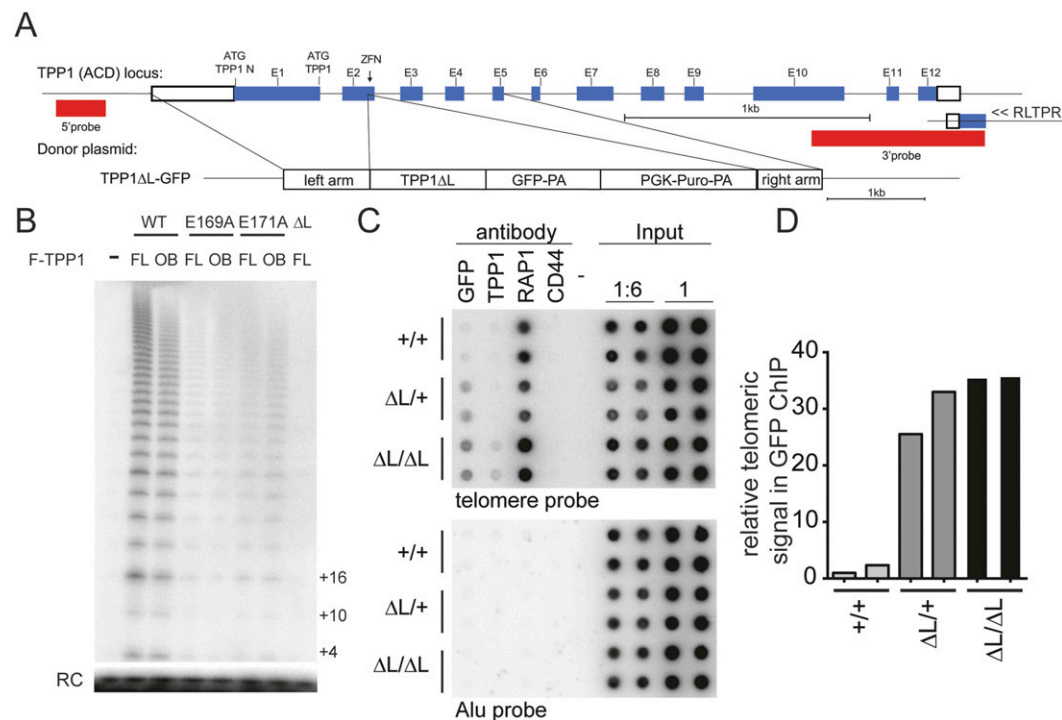 A
ATG
TPP1 N
ATG
TPP1
ZFN
TPP1 (ACD) locus:
E1
E2
E3
E4
E5
E6
E7
E8
E9
E10
E11
E12
1kb
<< RLTPR
5'probe
3'probe
Donor plasmid:
TPP1ΔL-GFP
left arm
TPP1ΔL
GFP-PA
PGK-Puro-PA
right arm
1kb
B
WT E169A E171A ΔL
F-TPP1 - FL OB FL OB FL OB FL
+16
+10
+4
RC
C
antibody Input
GFP TPP1 RAP1 CD44 - 1:6 1
+/+
ΔL/+
ΔL/ΔL
telomere probe
+/+
ΔL/+
ΔL/ΔL
Alu probe
D
relative telomeric
signal in GFP ChIP
40
30
20
10
0
+/+ ΔL/+ ΔL/ΔL